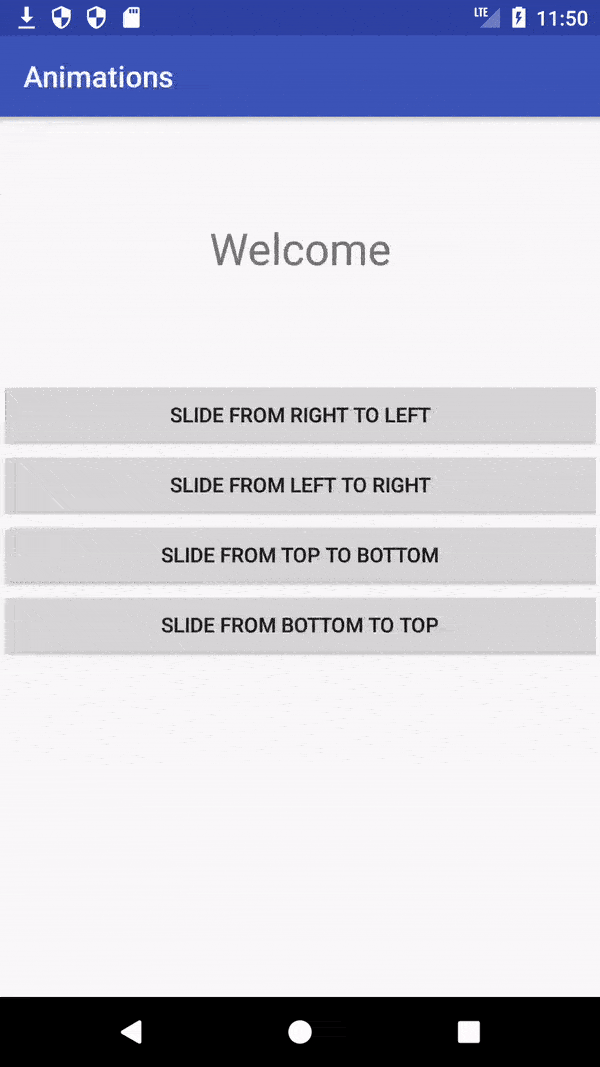 LTE 11:50
Animations
Welcome
SLIDE FROM RIGHT TO LEFT
SLIDE FROM LEFT TO RIGHT
SLIDE FROM TOP TO BOTTOM
SLIDE FROM BOTTOM TO TOP